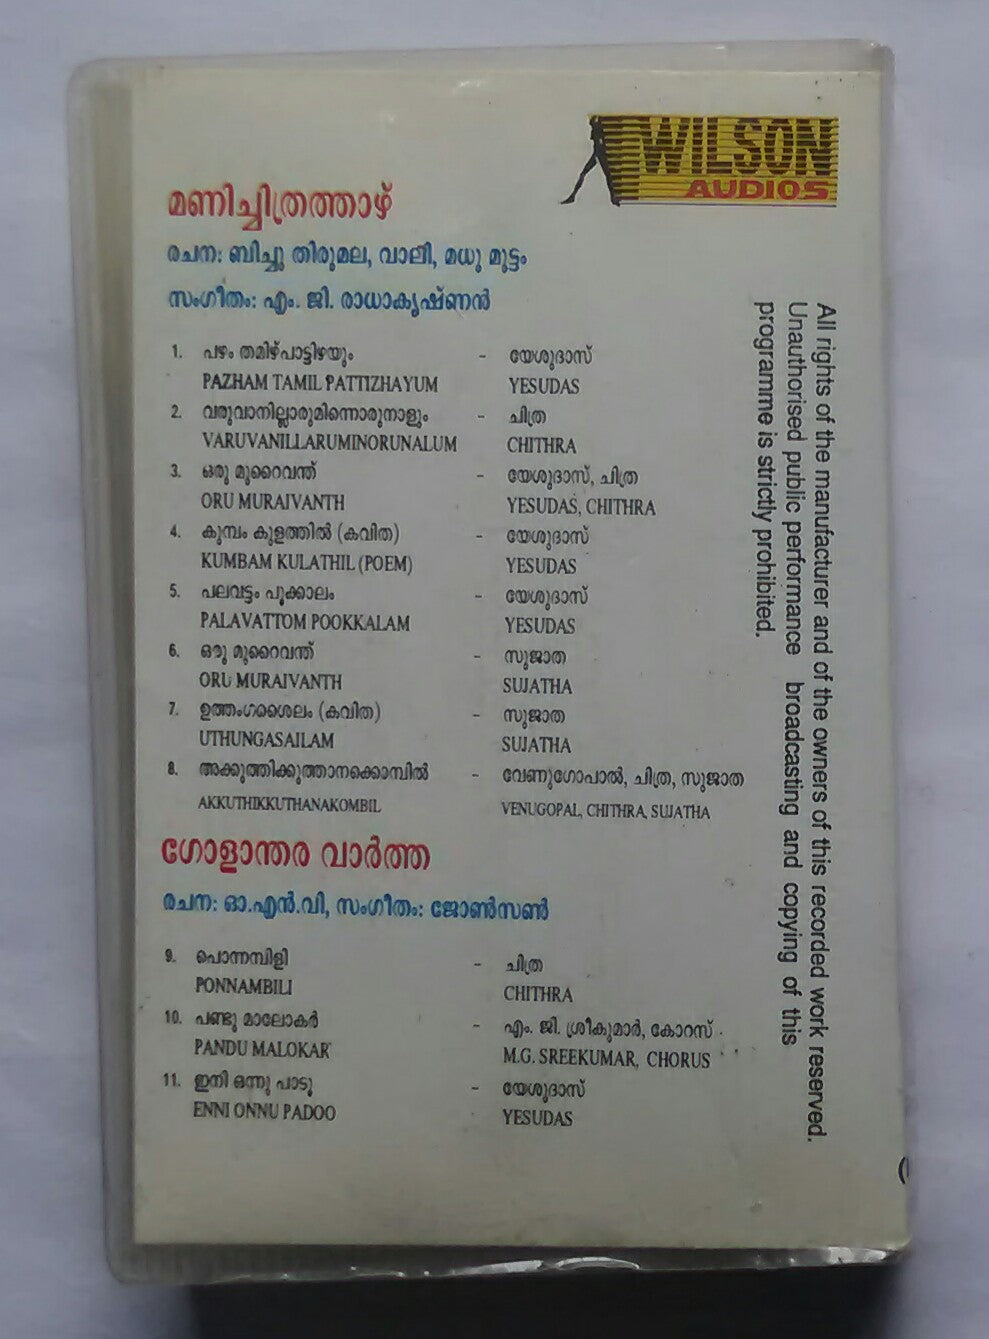 WILSON
AUDIOS
മണിച്ചിത്രത്താഴ്
രചന: ബിച്ചു തിരുമല, വാലി, മധു മുട്ടം
സംഗീതം: എം. ജി. രാധാകൃഷ്ണൻ
1. പഴം തമിഴ്പാട്ടിഴയും - യേശുദാസ്
PAZHAM TAMIL PATTIZHAYUM YESUDAS
2. വരുവാനില്ലാരുമിന്നൊരുനാളും - ചിത്ര
VARUVANILLARUMINORUNALUM CHITHRA
3. ഒരു മുറൈവന്ത് - യേശുദാസ്, ചിത്ര
ORU MURAIVANTH YESUDAS, CHITHRA
4. കുമ്പം കുളത്തിൽ (കവിത) - യേശുദാസ്
KUMBAM KULATHIL (POEM) YESUDAS
5. പലവട്ടം പൂക്കാലം - യേശുദാസ്
PALAVATTOM POOKKALAM YESUDAS
6. ഒരു മുറൈവന്ത് - സുജാത
ORU MURAIVANTH SUJATHA
7. ഉത്തംഗശൈലം (കവിത) - സുജാത
UTHUNGASAILAM SUJATHA
8. അക്കുത്തിക്കുത്താനക്കൊമ്പിൽ - വേണുഗോപാൽ, ചിത്ര, സുജാത
AKKUTHIKKUTHANAKOMBIL VENUGOPAL, CHITHRA, SUJATHA
ഗോളാന്തര വാർത്ത
രചന: ഓ.എൻ.വി, സംഗീതം: ജോൺസൺ
9. പൊന്നമ്പിളി - ചിത്ര
PONNAMBILI CHITHRA
10. പണ്ടു മാലോകർ - എം. ജി. ശ്രീകുമാർ, കോറസ്
PANDU MALOKAR M.G. SREEKUMAR, CHORUS
11. ഇനി ഒന്നു പാടൂ - യേശുദാസ്
ENNI ONNU PADOO YESUDAS
All rights of the manufacturer and of the owners of this recorded work reserved.
Unauthorised public performance broadcasting and copying of this
programme is strictly prohibited.